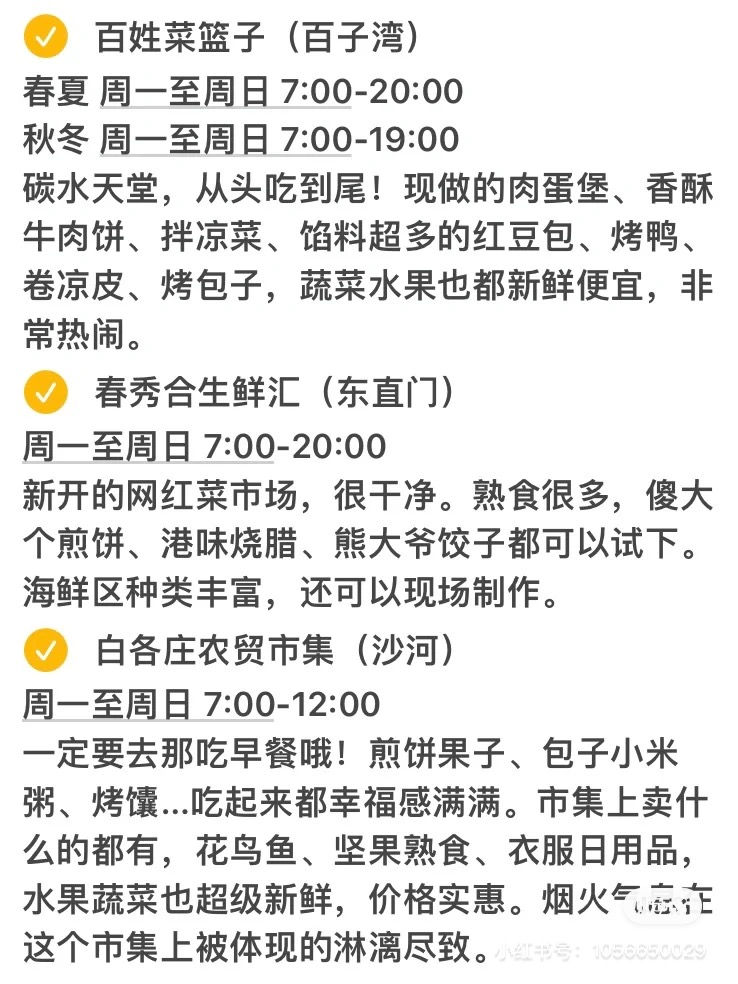 百姓菜篮子（百子湾）
春夏 周一至周日 7:00-20:00
秋冬 周一至周日 7:00-19:00
碳水天堂，从头吃到尾！现做的肉蛋堡、香酥
牛肉饼、拌凉菜、馅料超多的红豆包、烤鸭、
卷凉皮、烤包子，蔬菜水果也都新鲜便宜，非
常热闹。
春秀合生鲜汇（东直门）
周一至周日 7:00-20:00
新开的网红菜市场，很干净。熟食很多，傻大
个煎饼、港味烧腊、熊大爷饺子都可以试下。
海鲜区种类丰富，还可以现场制作。
白各庄农贸市集（沙河）
周一至周日 7:00-12:00
一定要去那吃早餐哦！煎饼果子、包子小米
粥、烤馕...吃起来都幸福感满满。市集上卖什
么的都有，花鸟鱼、坚果熟食、衣服日用品，
水果蔬菜也超级新鲜，价格实惠。烟火气 在
这个市集上被体现的淋漓尽致。
小红书号：1056650029